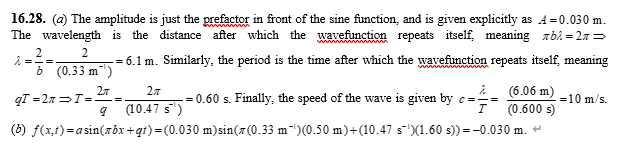 16.28. (a) The amplitude is just the prefactor in front of the sine function, and is given explicitly as A = 0.030 m.
The wavelength is the distance after which the wavefunction repeats itself, meaning πbλ = 2π ⇒
λ = 2/b = 2/(0.33 m⁻¹) = 6.1 m. Similarly, the period is the time after which the wavefunction repeats itself, meaning
qT = 2π ⇒ T = 2π/q = 2π/(10.47 s⁻¹) = 0.60 s. Finally, the speed of the wave is given by c = λ/T = (6.06 m)/(0.600 s) = 10 m/s.
(b) f(x,t) = a sin(πbx + qt) = (0.030 m)sin(π(0.33 m⁻¹)(0.50 m) + (10.47 s⁻¹)(1.60 s)) = −0.030 m. ↵